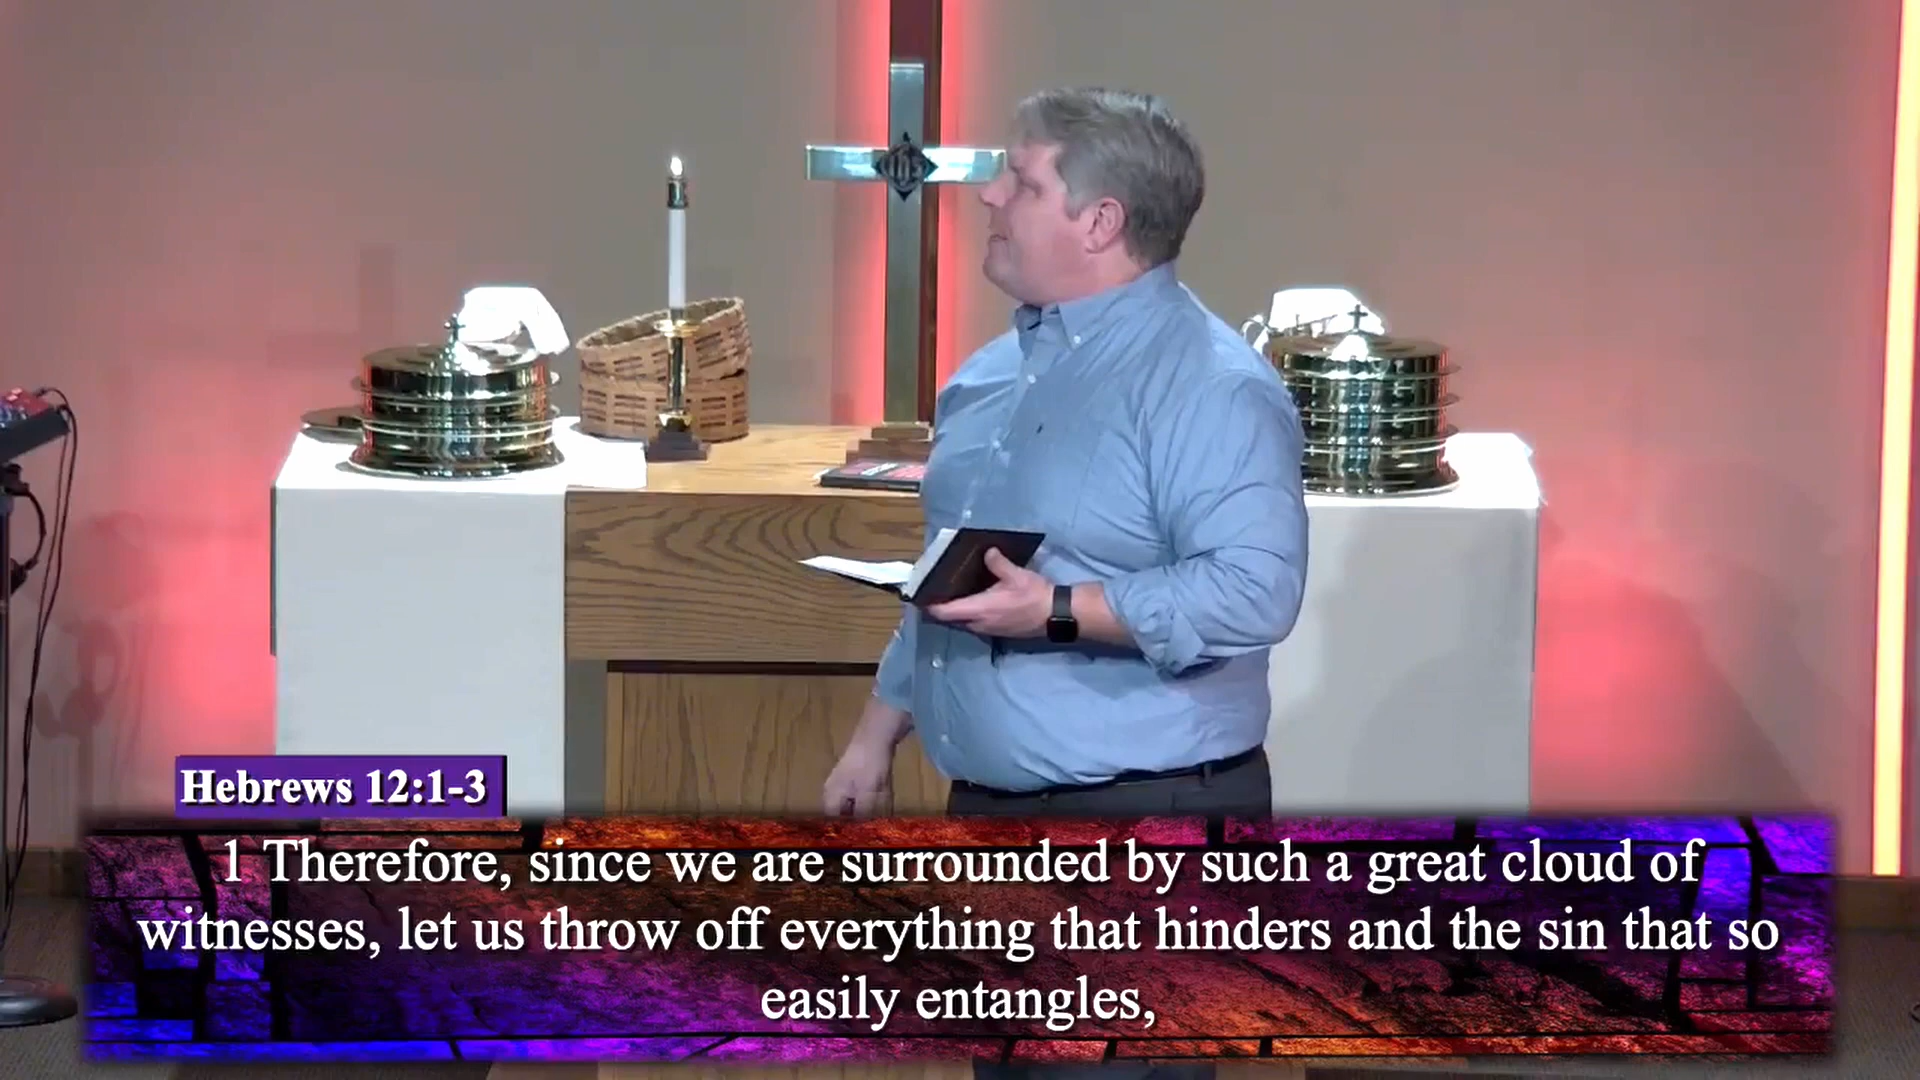 IHS
Hebrews 12:1-3
1 Therefore, since we are surrounded by such a great cloud of
witnesses, let us throw off everything that hinders and the sin that so
easily entangles,